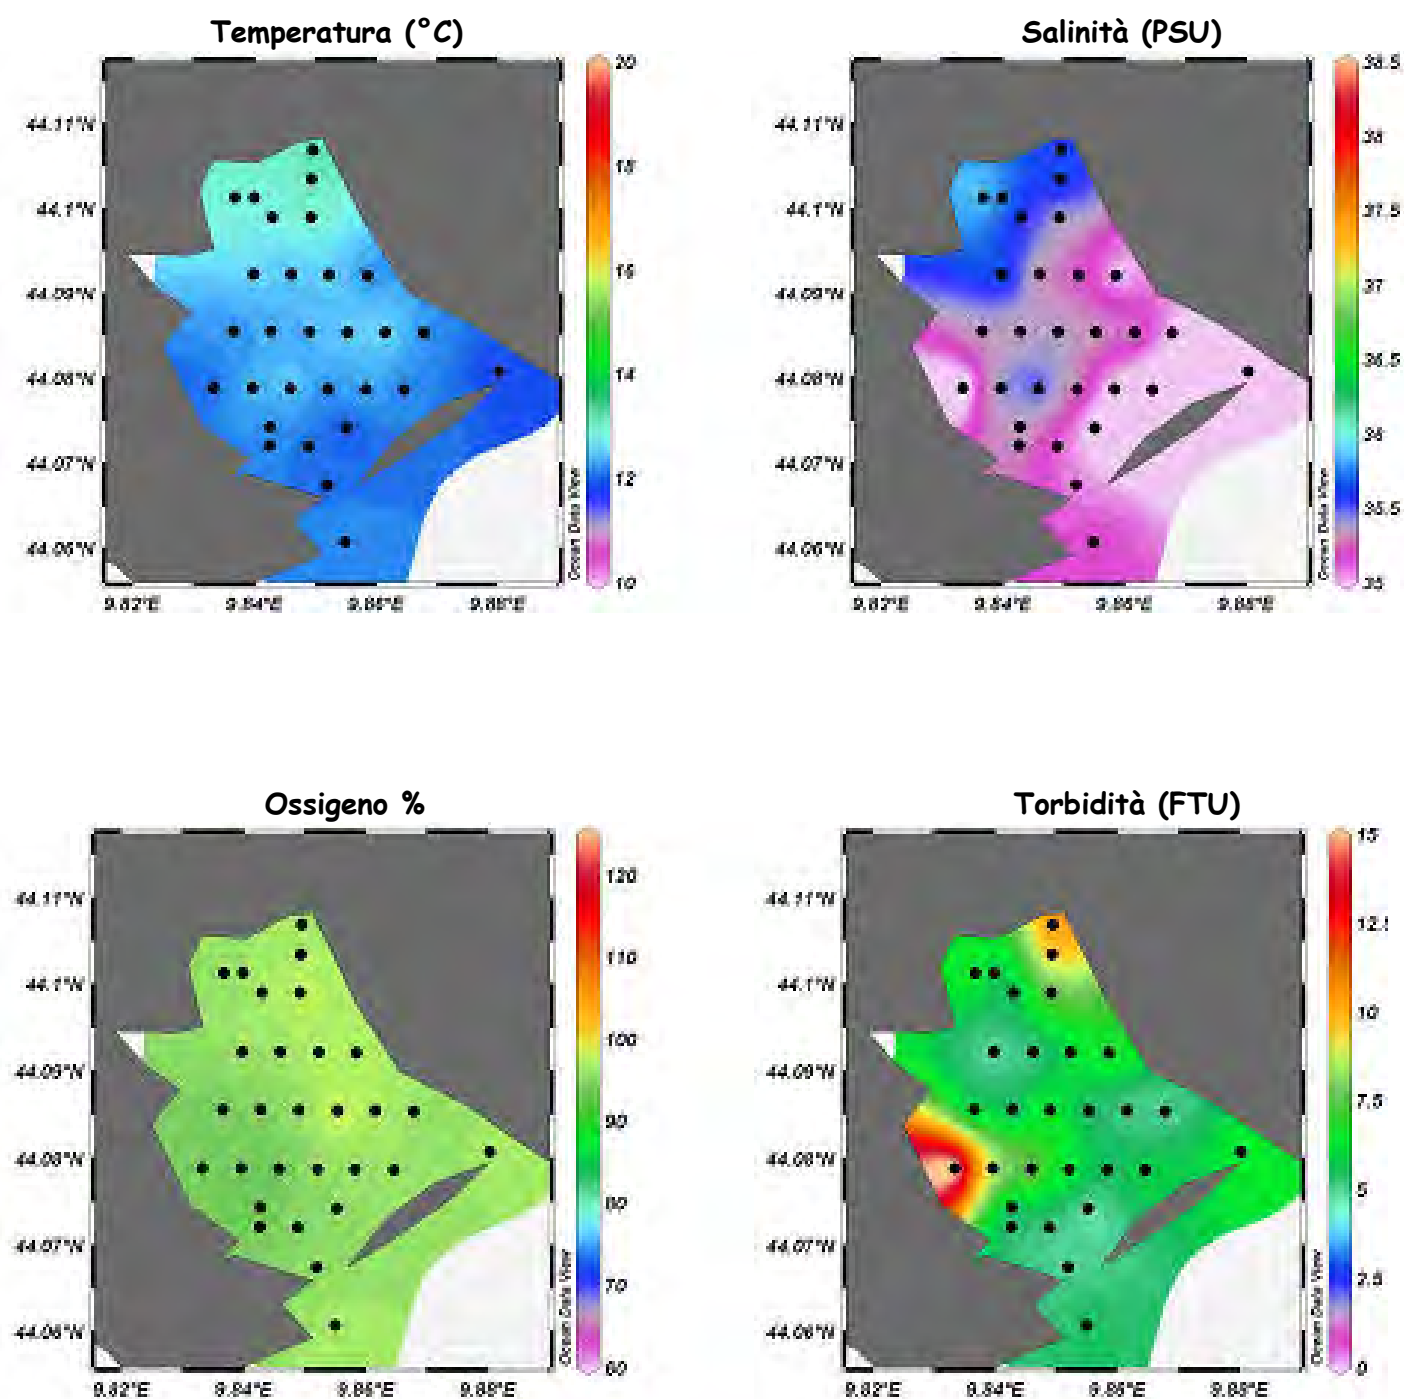 Temperatura (°C)
Salinità (PSU)
20
18
16
14
12
10
44.11°N
44.1°N
44.09°N
44.08°N
44.07°N
44.06°N
9.82°E 9.84°E 9.86°E 9.88°E
Ocean Data View
38.5
38
37.5
37
36.5
36
35.5
35
44.11°N
44.1°N
44.09°N
44.08°N
44.07°N
44.06°N
9.82°E 9.84°E 9.86°E 9.88°E
Ocean Data View
Ossigeno %
Torbidità (FTU)
120
110
100
90
80
70
60
44.11°N
44.1°N
44.09°N
44.08°N
44.07°N
44.06°N
9.82°E 9.84°E 9.86°E 9.88°E
Ocean Data View
15
12.5
10
7.5
5
2.5
0
44.11°N
44.1°N
44.09°N
44.08°N
44.07°N
44.06°N
9.82°E 9.84°E 9.86°E 9.88°E
Ocean Data View